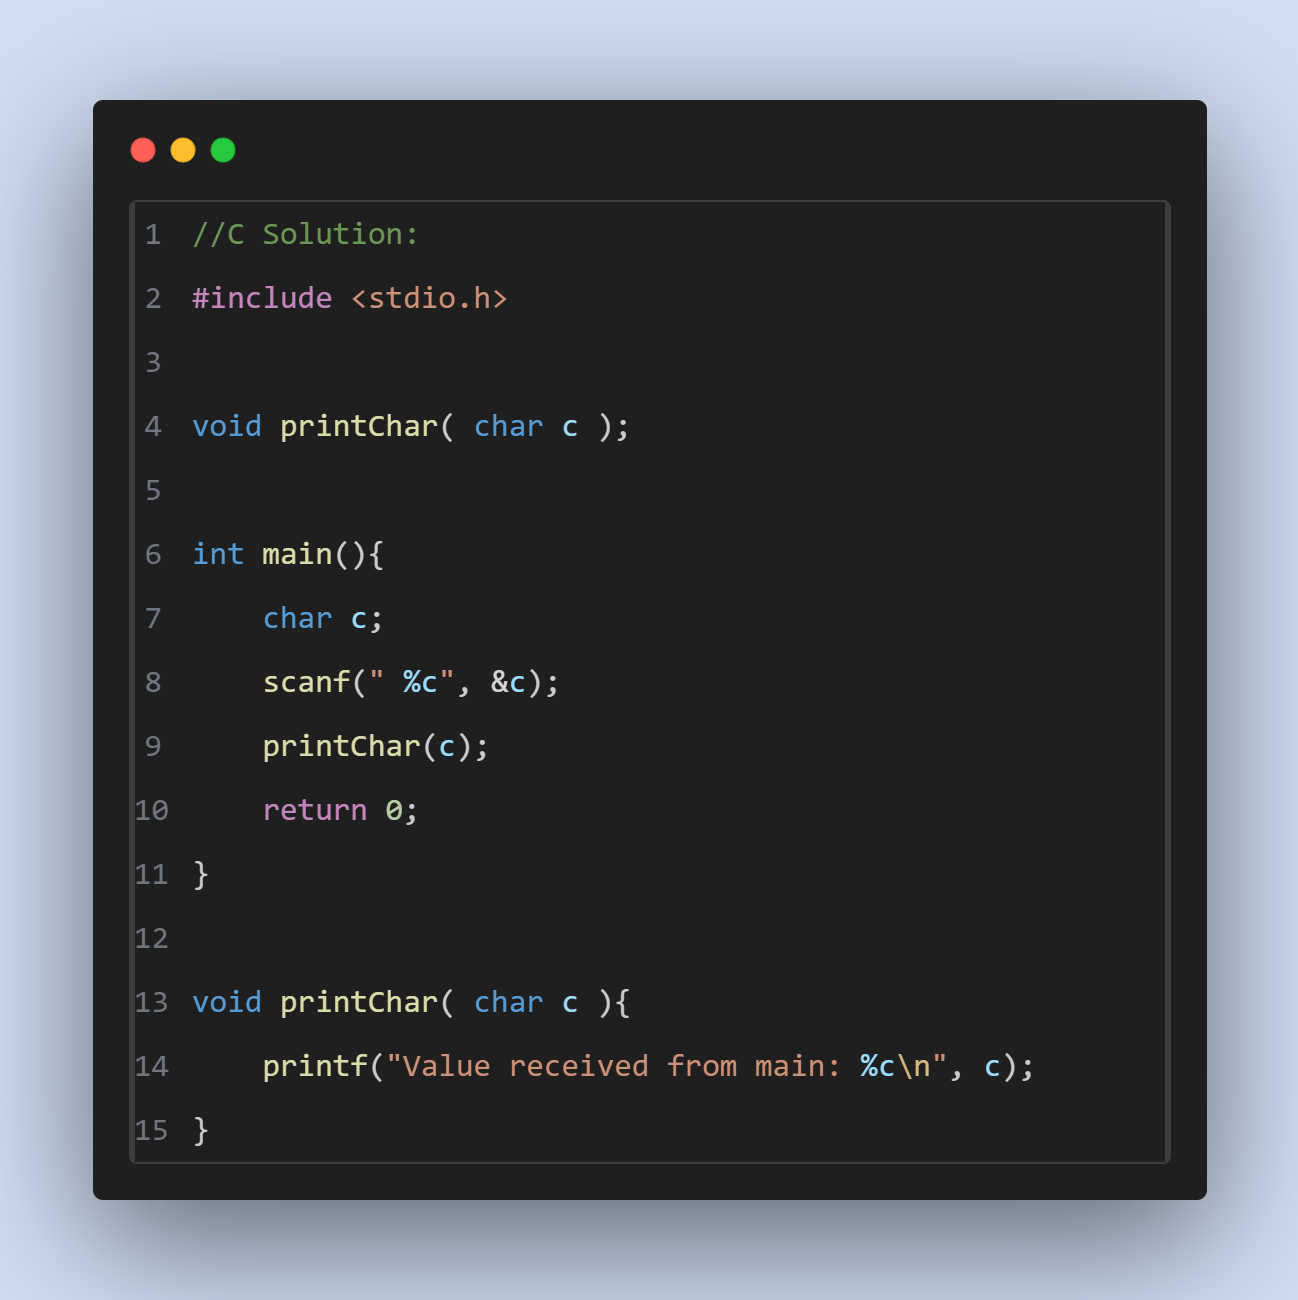 1 //C Solution:
2 #include <stdio.h>
3
4 void printChar( char c );
5
6 int main(){
7     char c;
8     scanf(" %c", &c);
9     printChar(c);
10     return 0;
11 }
12
13 void printChar( char c ){
14     printf("Value received from main: %c\n", c);
15 }